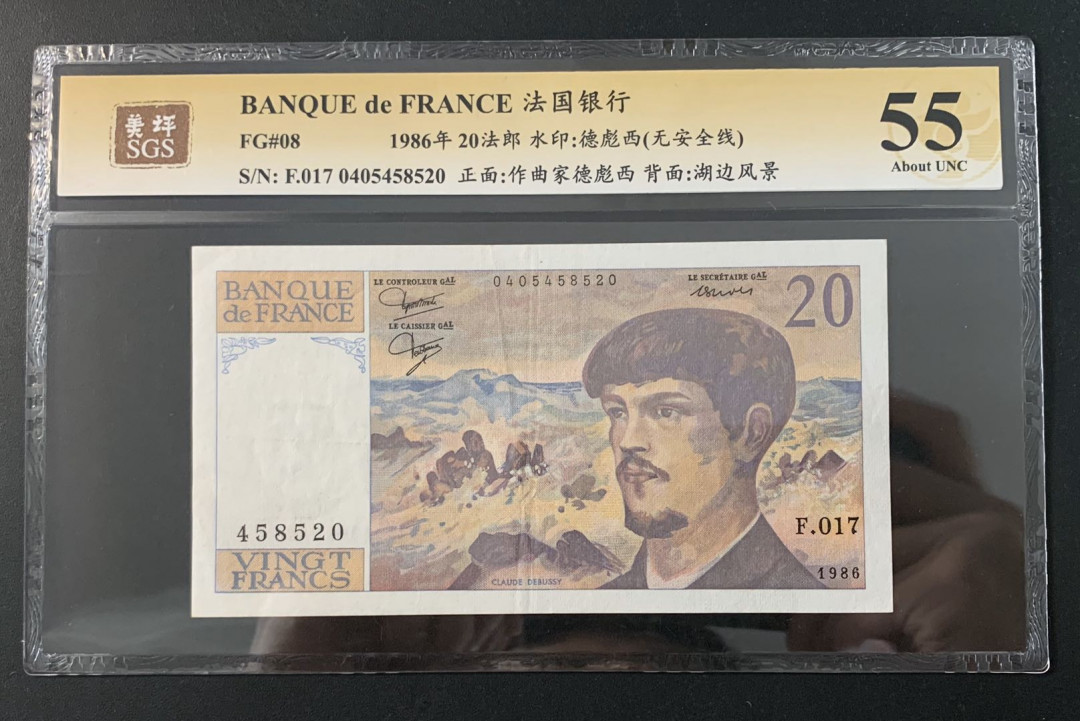 美评
SGS
BANQUE de FRANCE 法国银行
FG#08 1986年 20法郎 水印:德彪西(无安全线)
S/N: F.017 0405458520 正面:作曲家德彪西 背面:湖边风景
55
About UNC
BANQUE
de FRANCE
LE CONTROLEUR GAL
LE CAISSIER GAL
0405458520
LE SECRÉTAIRE GAL
20
458520
VINGT
FRANCS
CLAUDE DEBUSSY
F.017
1986